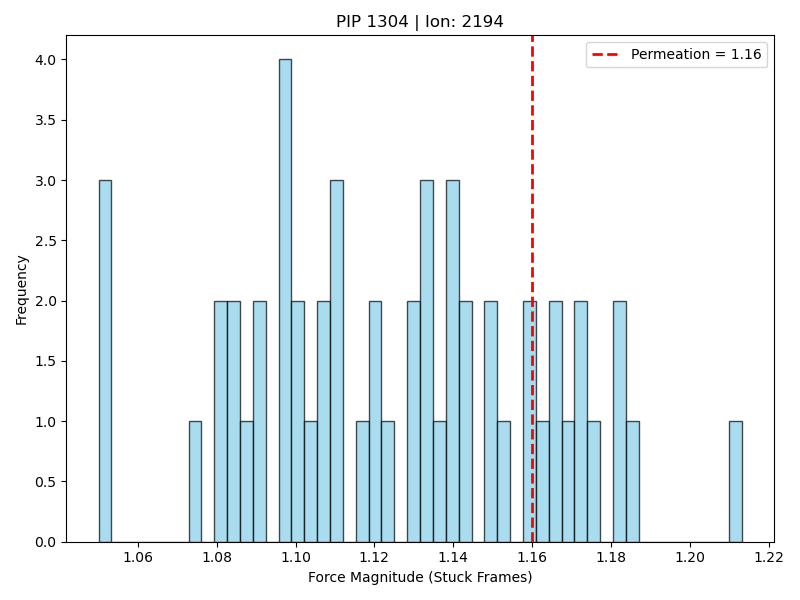 PIP 1304 | Ion: 2194
Permeation = 1.16
Frequency
4.0
3.5
3.0
2.5
2.0
1.5
1.0
0.5
0.0
1.06 1.08 1.10 1.12 1.14 1.16 1.18 1.20 1.22
Force Magnitude (Stuck Frames)